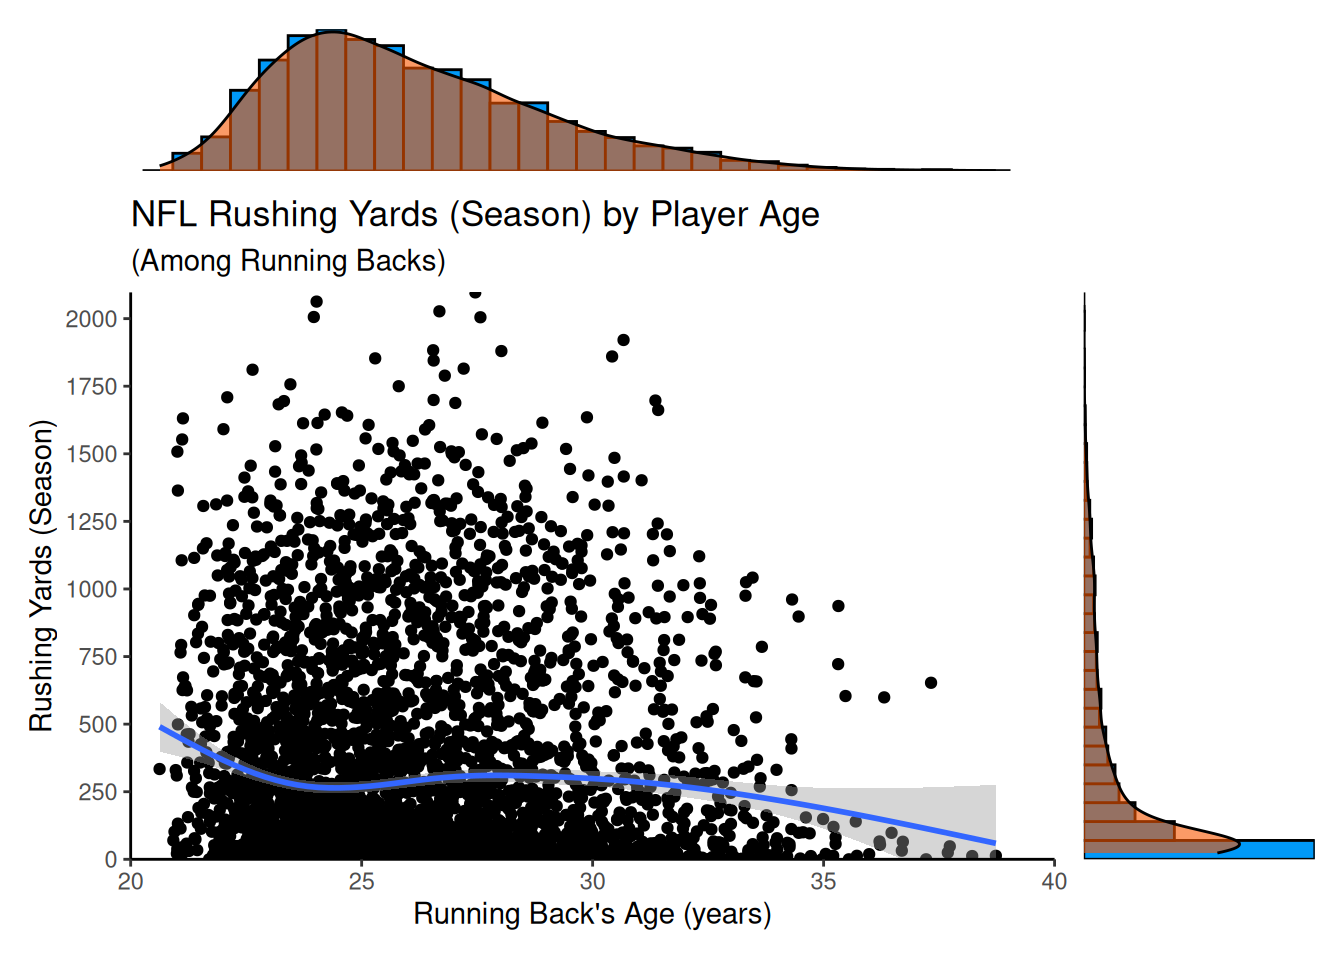 NFL Rushing Yards (Season) by Player Age
(Among Running Backs)
Rushing Yards (Season)
2000
1750
1500
1250
1000
750
500
250
0
20 25 30 35 40
Running Back's Age (years)